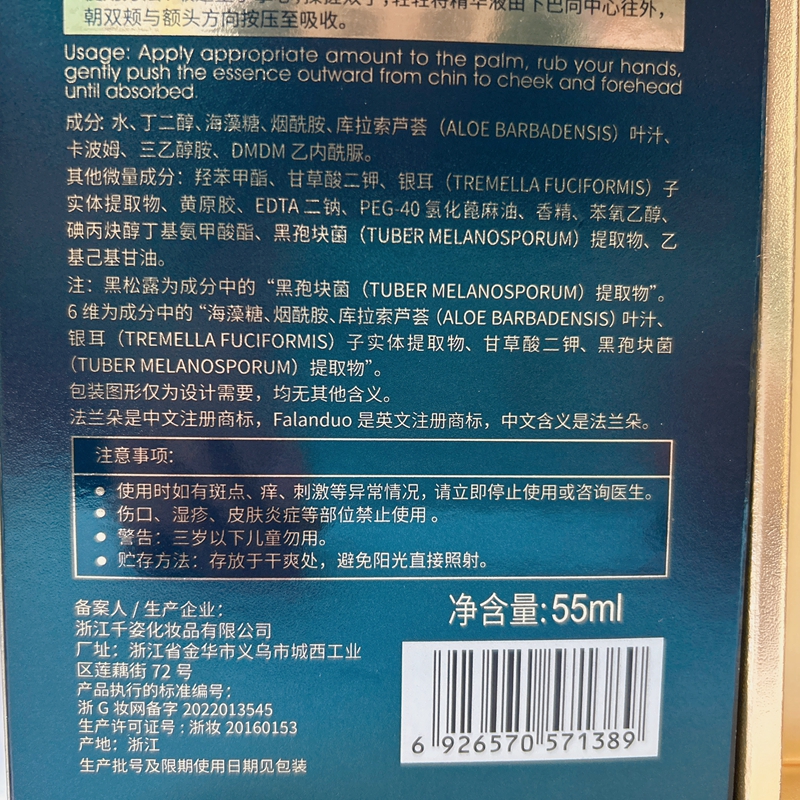 朝双颊与额头方向按压至吸收。
Usage: Apply appropriate amount to the palm, rub your hands,
gently push the essence outward from chin to cheek and forehead
until absorbed.
成分: 水、丁二醇、海藻糖、烟酰胺、库拉索芦荟（ALOE BARBADENSIS）叶汁、
卡波姆、三乙醇胺、DMDM 乙内酰脲。
其他微量成分：羟苯甲酯、甘草酸二钾、银耳（TREMELLA FUCIFORMIS）子
实体提取物、黄原胶、EDTA 二钠、PEG-40 氢化蓖麻油、香精、苯氧乙醇、
碘丙炔醇丁基氨甲酸酯、黑孢块菌（TUBER MELANOSPORUM）提取物、乙
基己基甘油。
注：黑松露为成分中的“黑孢块菌（TUBER MELANOSPORUM）提取物”。
6 维为成分中的“海藻糖、烟酰胺、库拉索芦荟（ALOE BARBADENSIS）叶汁、
银耳（TREMELLA FUCIFORMIS）子实体提取物、甘草酸二钾、黑孢块菌
（TUBER MELANOSPORUM）提取物”。
包装图形仅为设计需要，均无其他含义。
法兰朵是中文注册商标，Falanduo 是英文注册商标，中文含义是法兰朵。
注意事项：
● 使用时如有斑点、痒、刺激等异常情况，请立即停止使用或咨询医生。
● 伤口、湿疹、皮肤炎症等部位禁止使用。
● 警告：三岁以下儿童勿用。
● 贮存方法：存放于干爽处，避免阳光直接照射。
备案人 / 生产企业：
浙江千姿化妆品有限公司
厂址：浙江省金华市义乌市城西工业
区莲藕街 72 号
产品执行的标准编号：
浙 G 妆网备字 2022013545
生产许可证号：浙妆 20160153
产地：浙江
生产批号及限期使用日期见包装
净含量:55ml
6 926570 571389